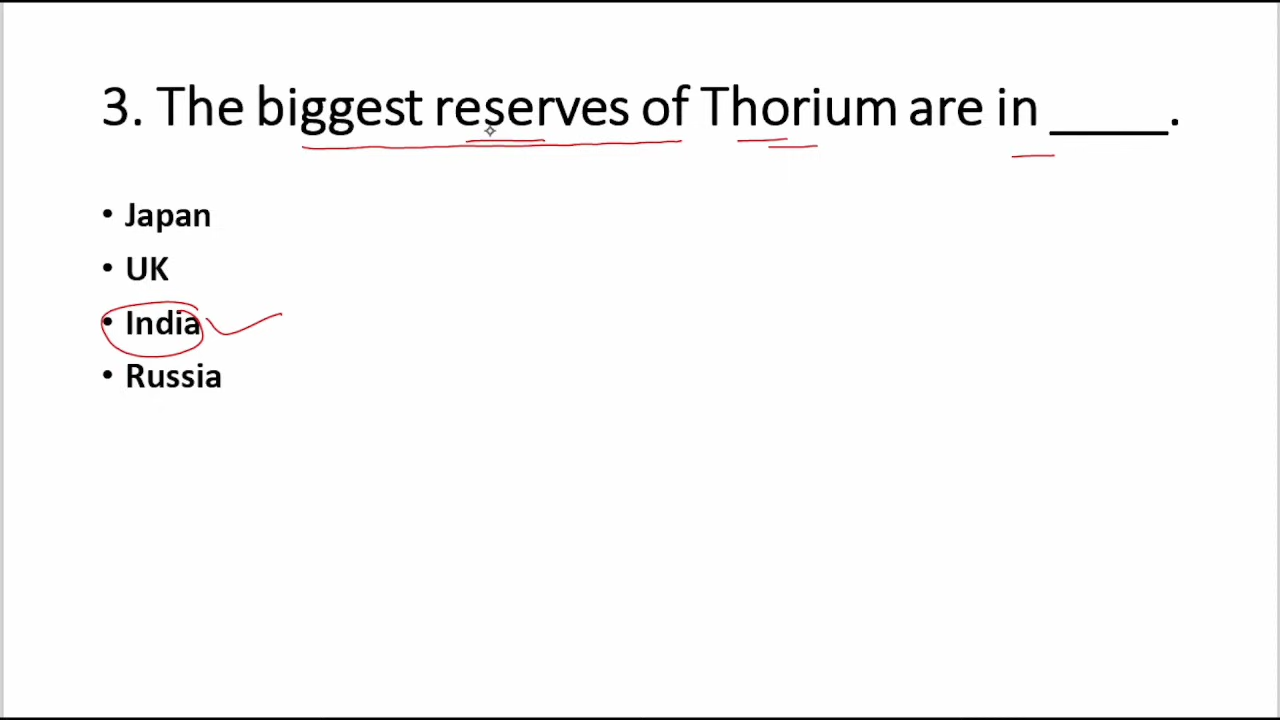 3. The biggest reserves of Thorium are in _____.
• Japan
• UK
• India
• Russia